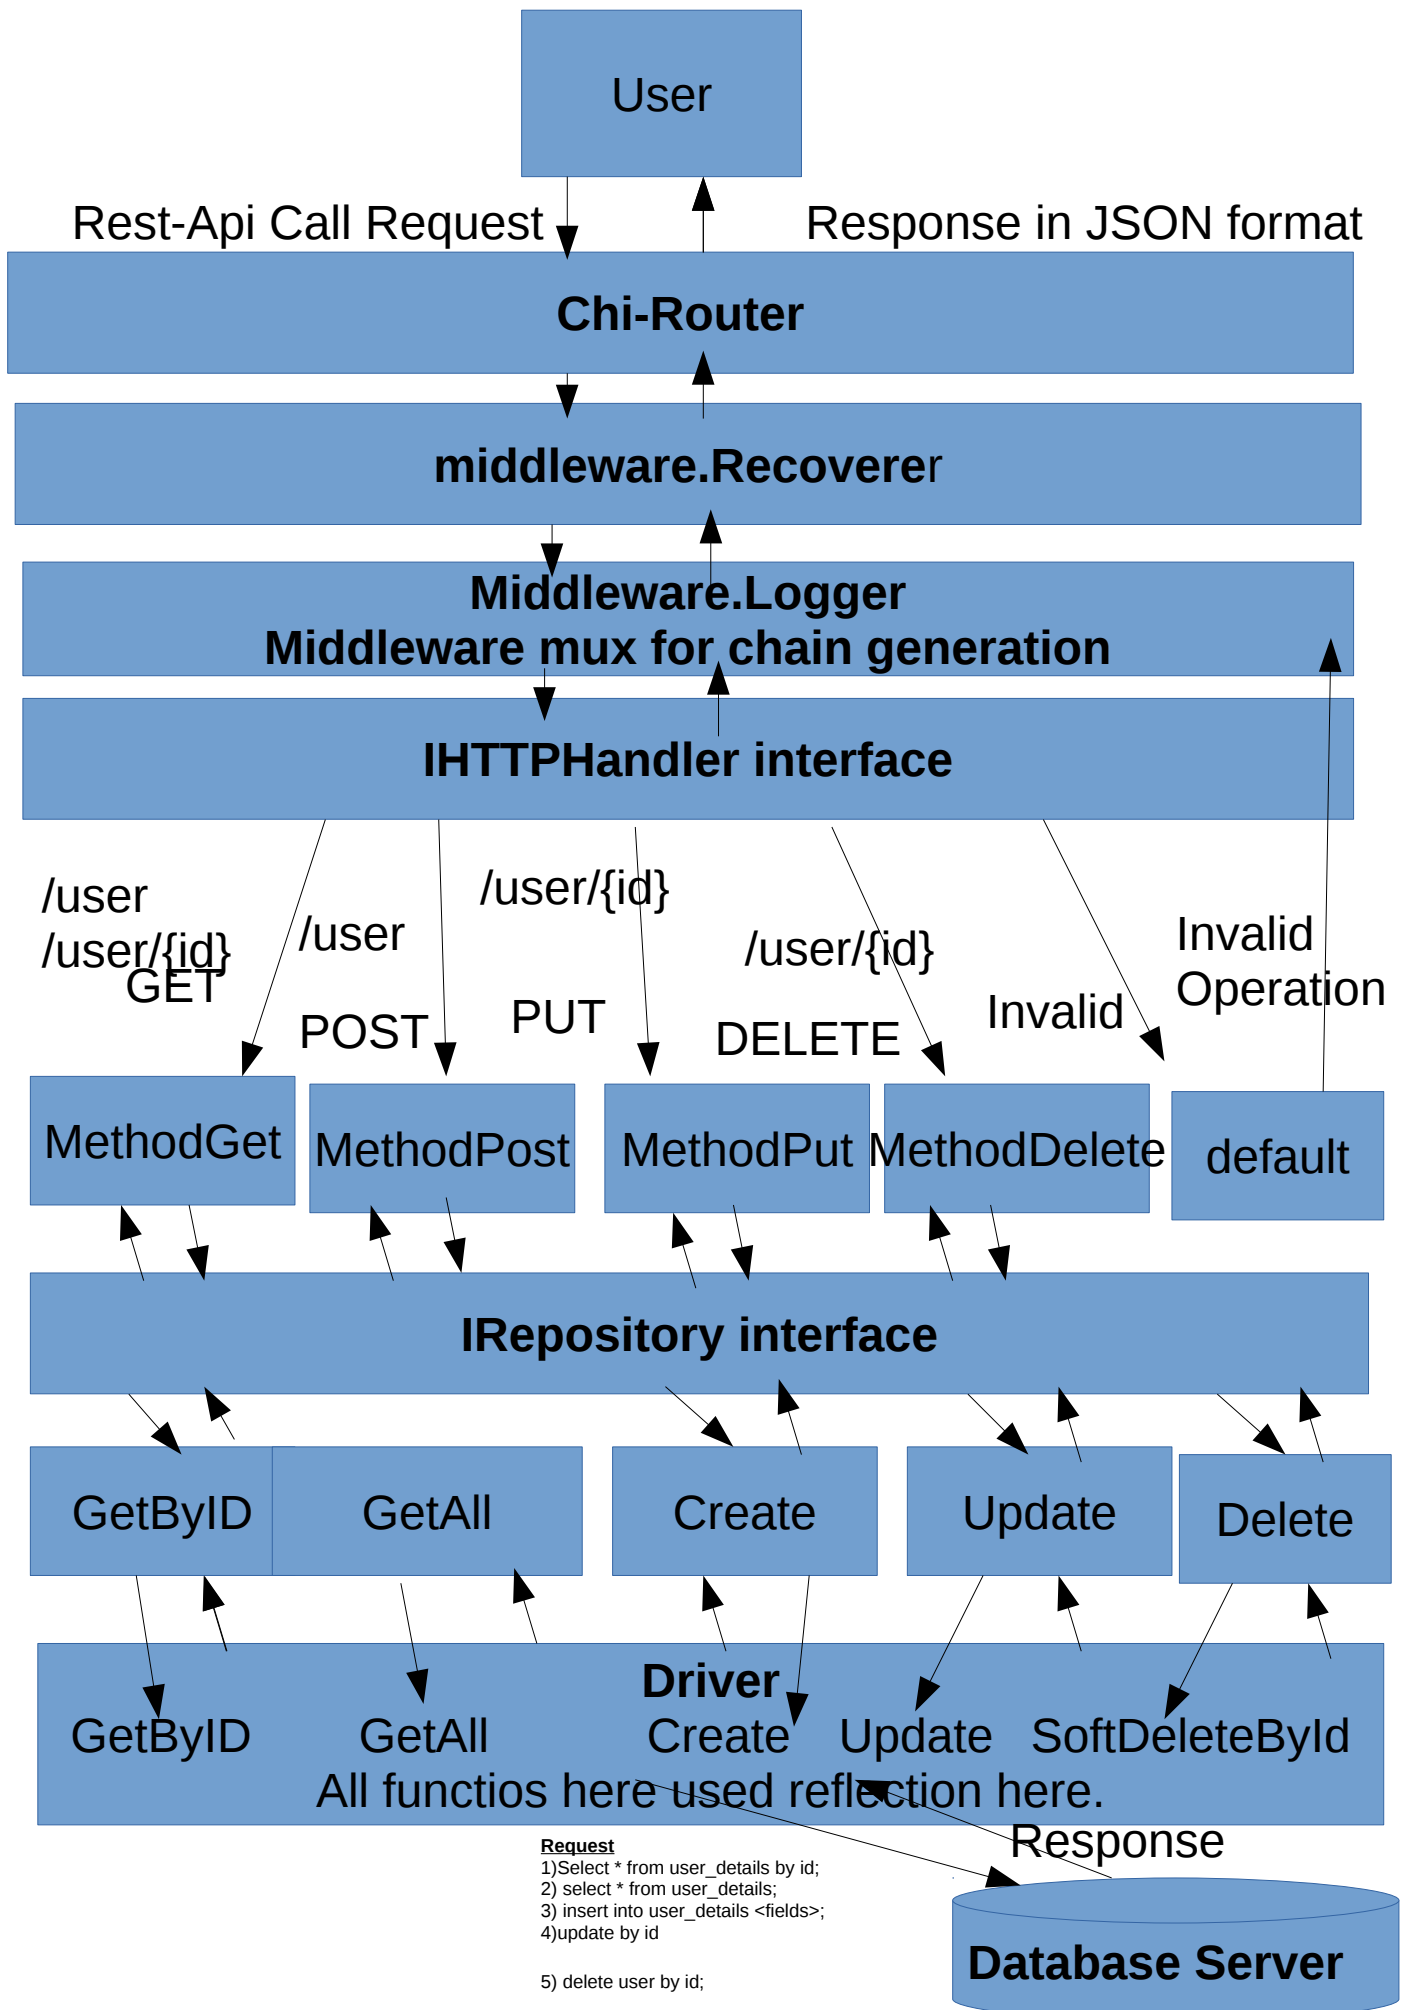 User
Rest-Api Call Request
Response in JSON format
Chi-Router
middleware.Recoverer
Middleware.Logger
Middleware mux for chain generation
IHTTPHandler interface
/user
/user/{id}
GET
/user
POST
/user/{id}
PUT
/user/{id}
DELETE
Invalid
Invalid
Operation
MethodGet
MethodPost
MethodPut
MethodDelete
default
IRepository interface
GetByID
GetAll
Create
Update
Delete
Driver
GetByID GetAll Create Update SoftDeleteById
All functios here used reflection here.
Response
Request
1)Select * from user_details by id;
2) select * from user_details;
3) insert into user_details <fields>;
4)update by id
5) delete user by id;
Database Server